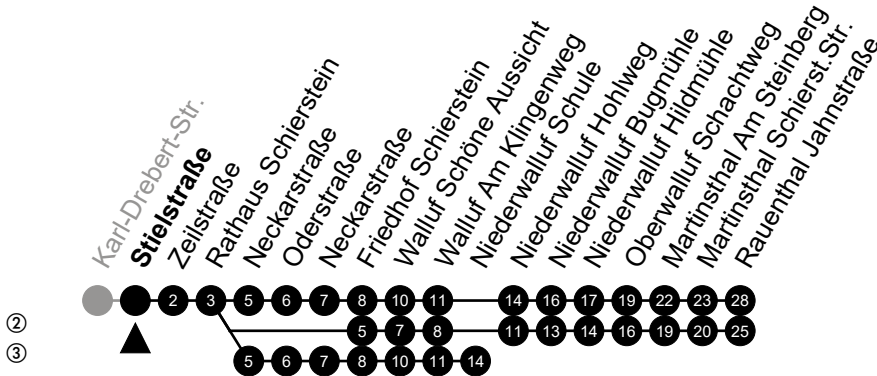 Karl-Drebert-Str.
Stielstraße
Zeilstraße
Rathaus Schierstein
Neckarstraße
Oderstraße
Neckarstraße
Friedhof Schierstein
Walluf Schöne Aussicht
Walluf Am Klingenweg
Niederwalluf Schule
Niederwalluf Hohlweg
Niederwalluf Bugmühle
Niederwalluf Hildmühle
Oberwalluf Schachtweg
Martinsthal Am Steinberg
Martinsthal Schierst.Str.
Rauenthal Jahnstraße
2 3 5 6 7 8 10 11 14 16 17 19 22 23 28
② 5 7 8 11 13 14 16 19 20 25
③ 5 6 7 8 10 11 14